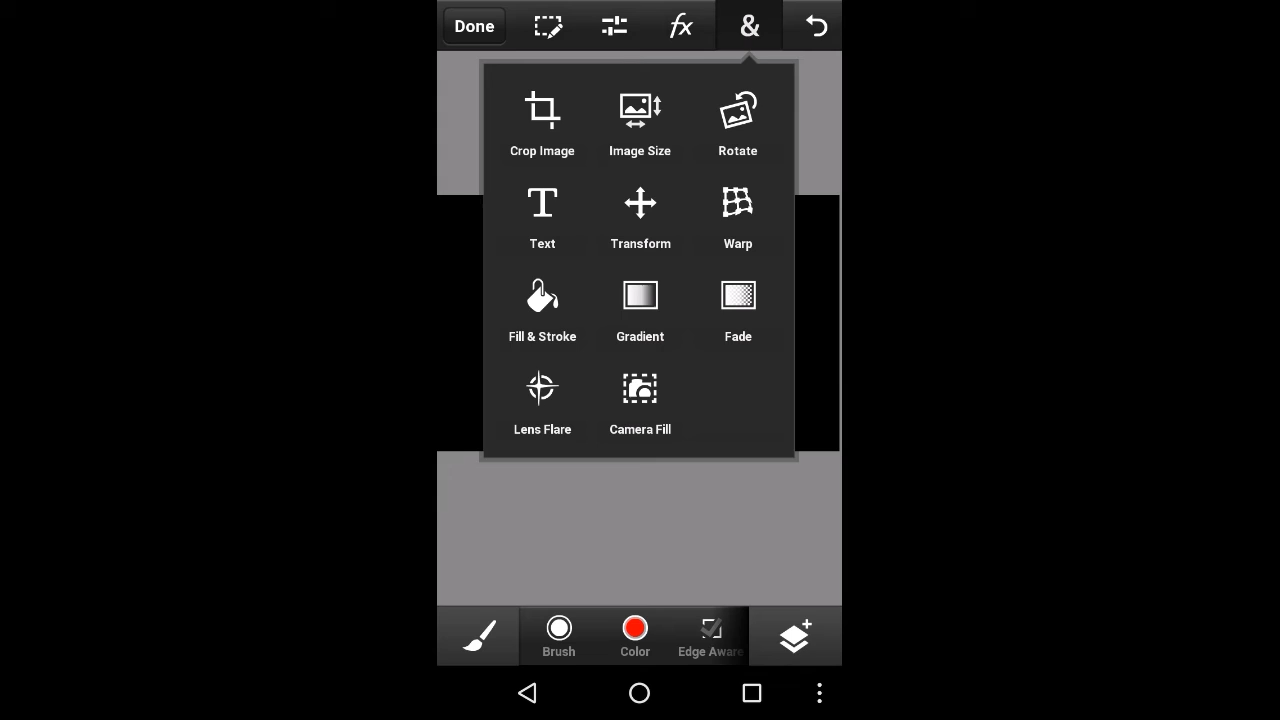 Done fx &
Crop Image Image Size Rotate
Text Transform Warp
Fill & Stroke Gradient Fade
Lens Flare Camera Fill
Brush Color Edge Aware